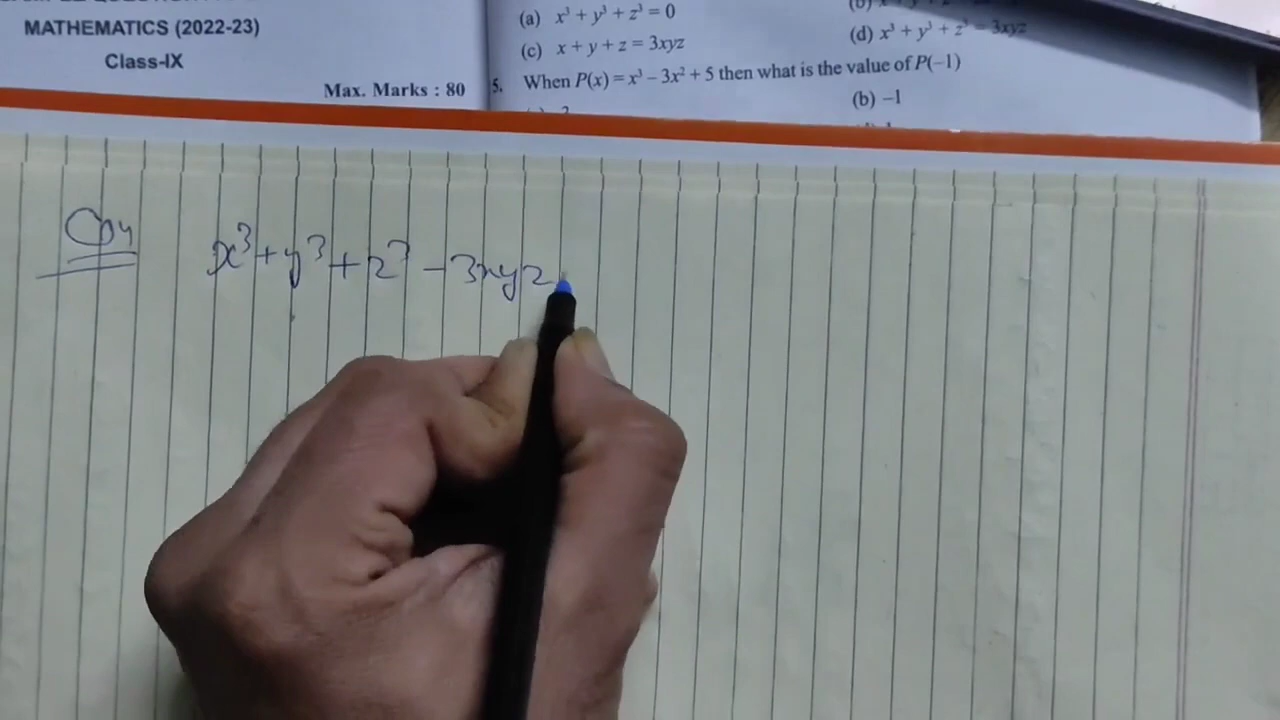 MATHEMATICS (2022-23)
Class-IX
Max. Marks : 80
(a) x³ + y³ + z³ = 0
(c) x + y + z = 3xyz
(d) x³ + y³ + z³ = 3xyz
5. When P(x) = x³ – 3x² + 5 then what is the value of P(–1)
(b) –1
x³ + y³ + z³ – 3xyz